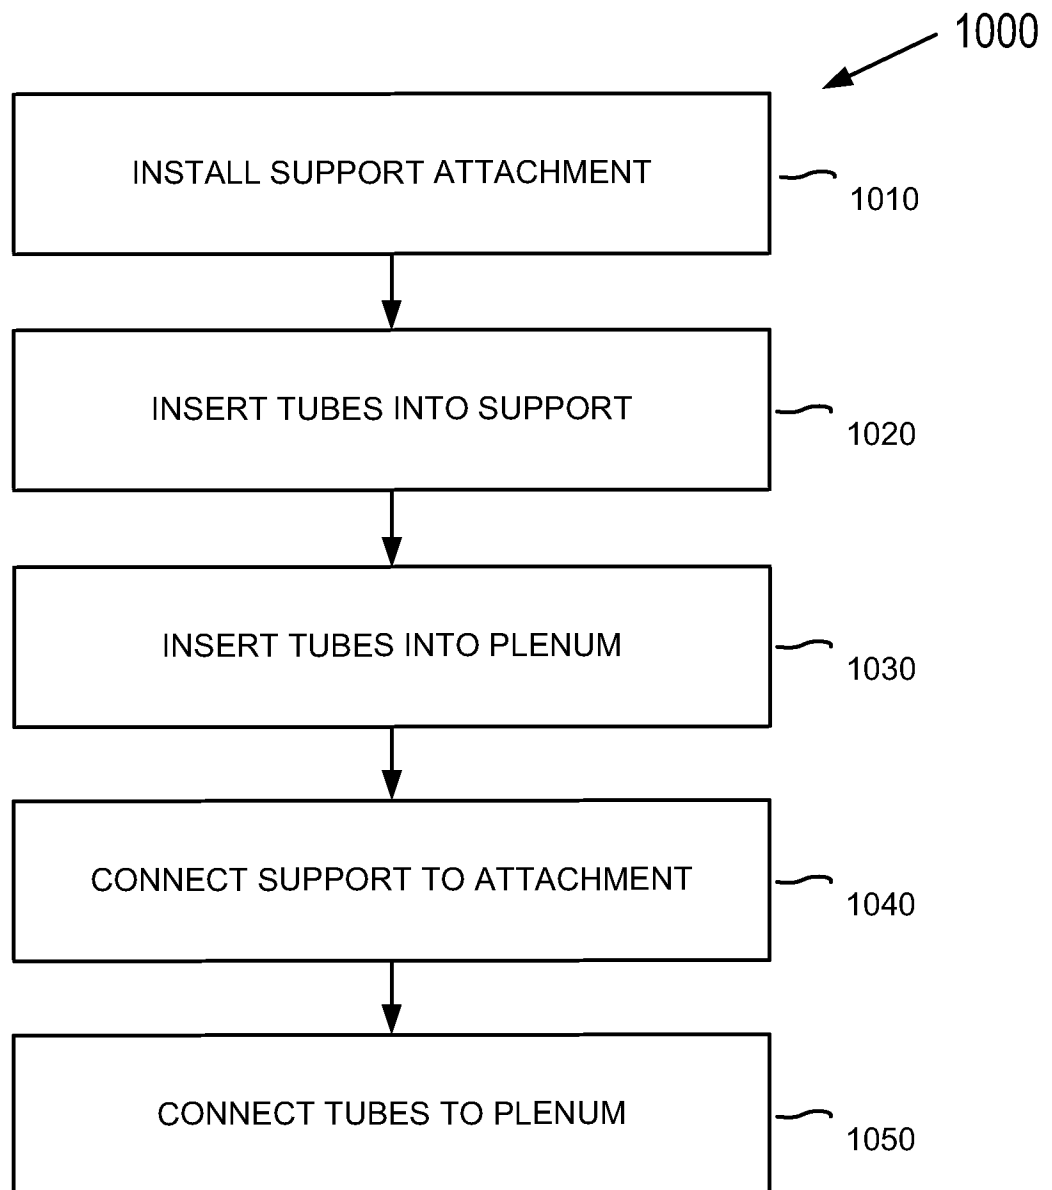 1000
INSTALL SUPPORT ATTACHMENT
1010
INSERT TUBES INTO SUPPORT
1020
INSERT TUBES INTO PLENUM
1030
CONNECT SUPPORT TO ATTACHMENT
1040
CONNECT TUBES TO PLENUM
1050